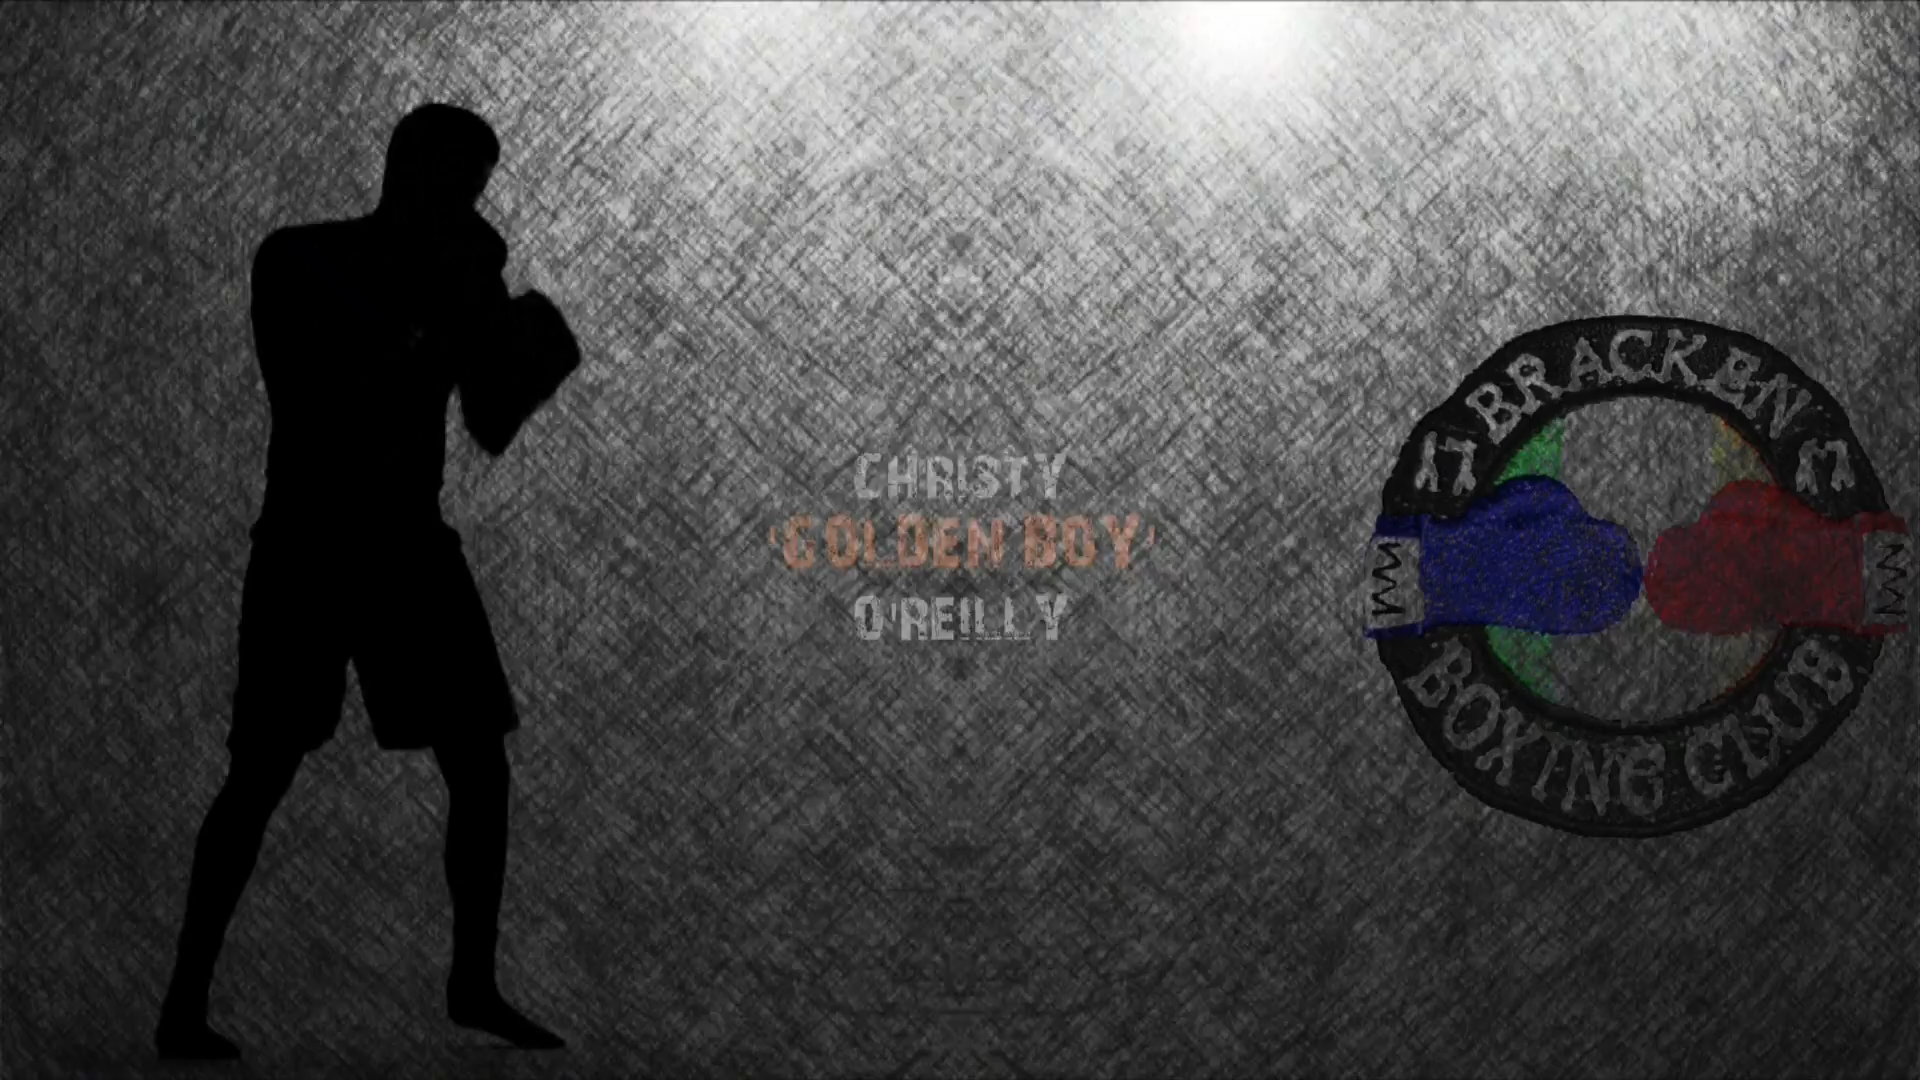 CHRISTY
'GOLDEN BOY'
O'REILLY
BRACKEN
BOXING CLUB